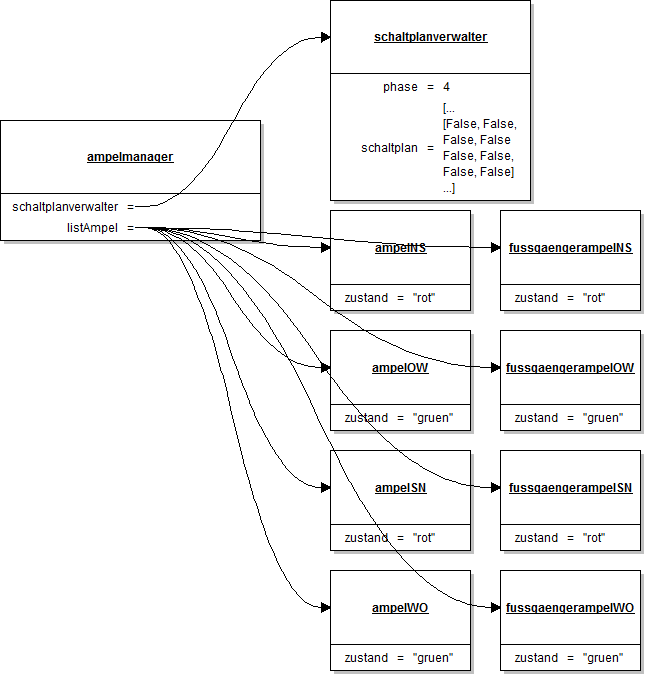 schaltplanverwalter
phase = 4
[...
[False, False,
False, False
schaltplan =
False, False,
False, False]
...]
ampelmanager
schaltplanverwalter =
listAmpel =
ampelNS
zustand = "rot"
fussgaengerampelNS
zustand = "rot"
ampelOW
zustand = "gruen"
fussgaengerampelOW
zustand = "gruen"
ampelSN
zustand = "rot"
fussgaengerampelSN
zustand = "rot"
ampelWO
zustand = "gruen"
fussgaengerampelWO
zustand = "gruen"